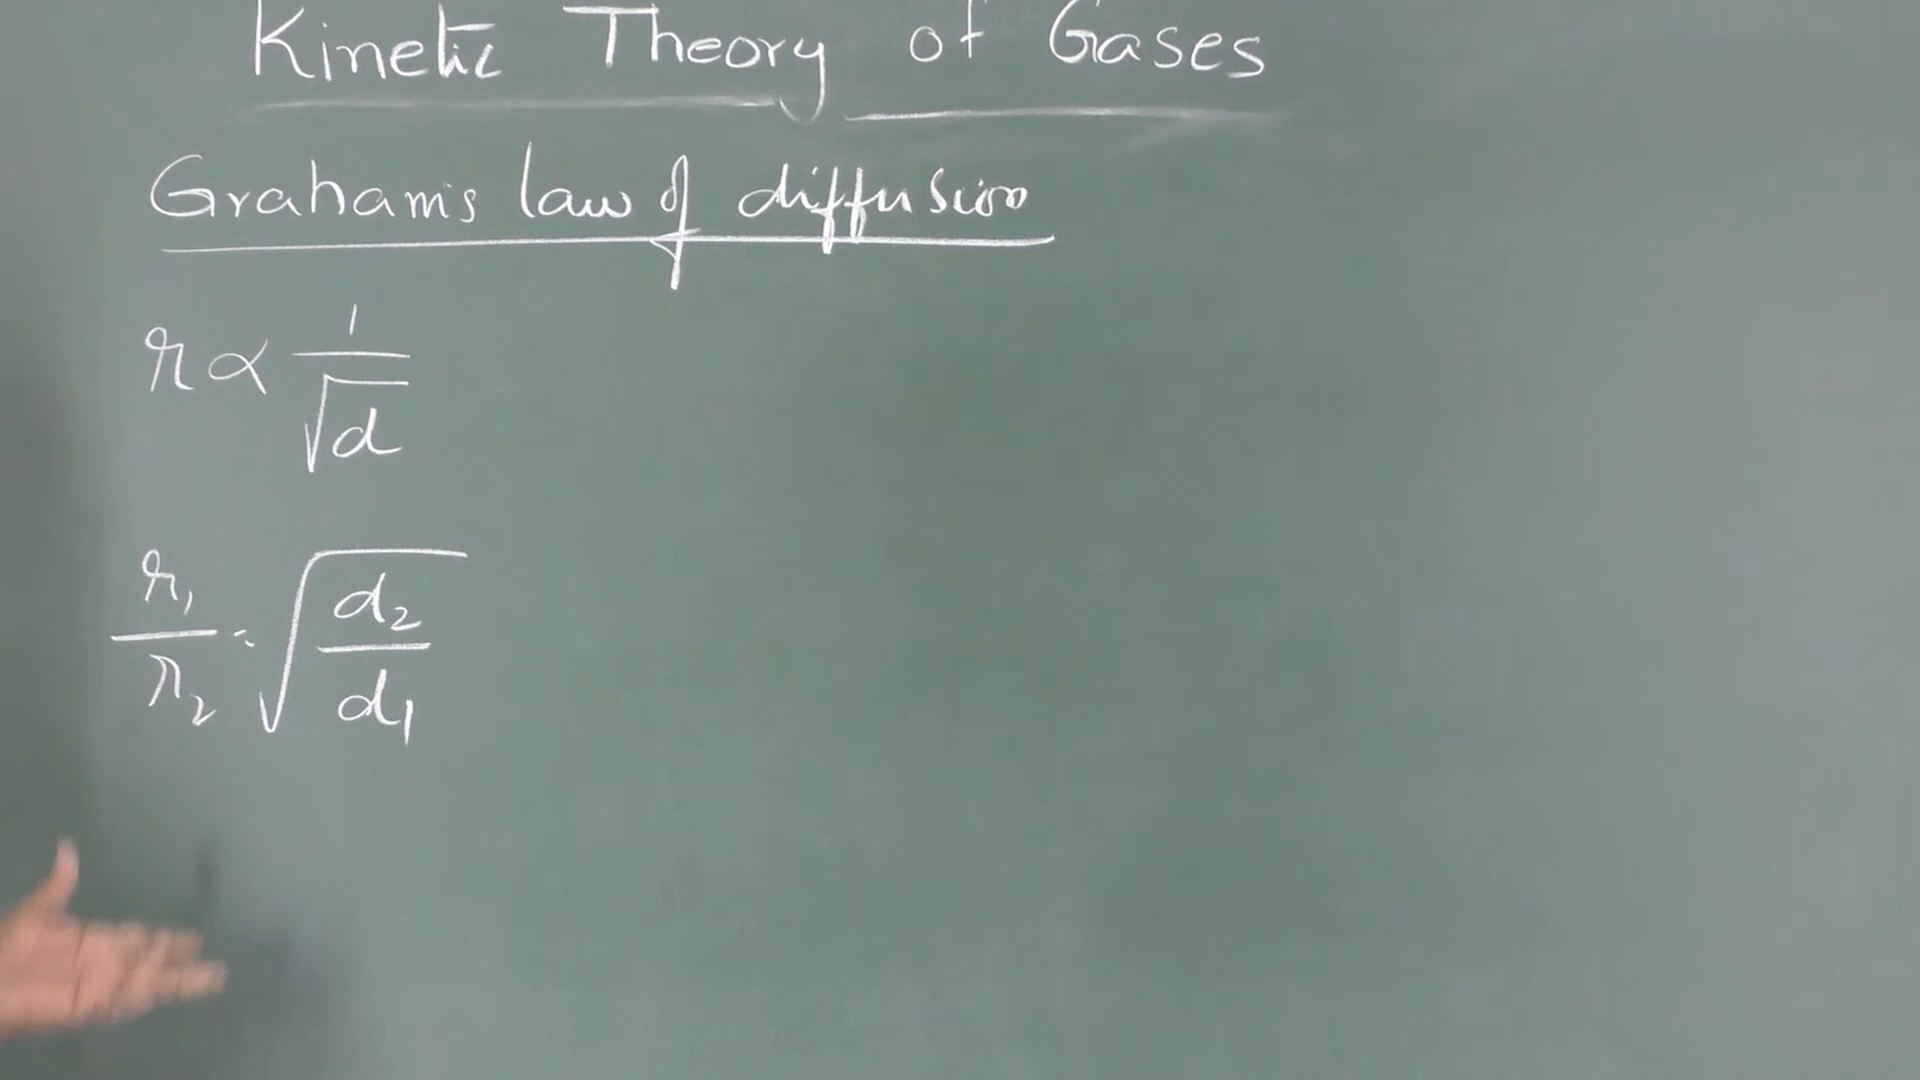 Kinetic Theory of Gases
Graham's law of diffusion
r ∝ 1/√d
r₁/r₂ = √(d₂/d₁)